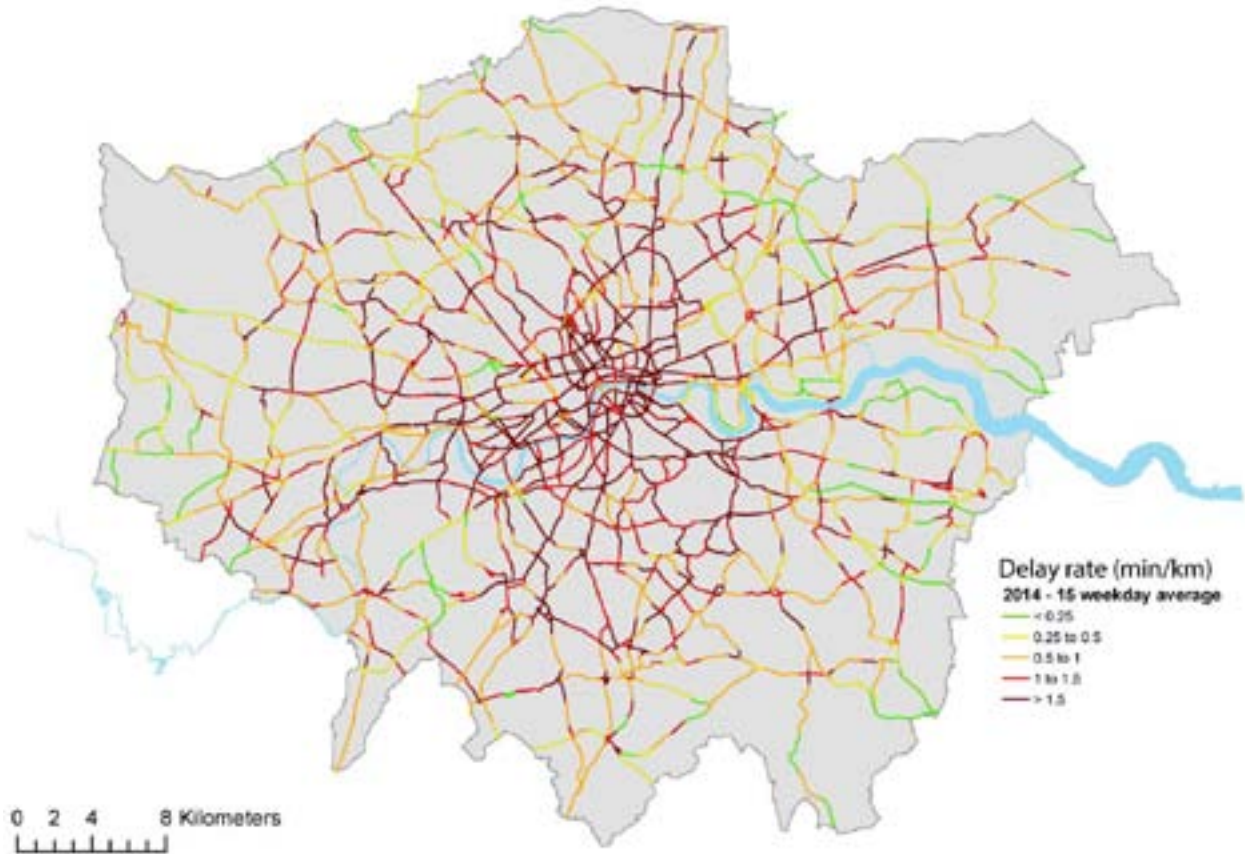 Delay rate (min/km)
2014 - 15 weekday average
< 0.25
0.25 to 0.5
0.5 to 1
1 to 1.5
> 1.5
0 2 4 8 Kilometers